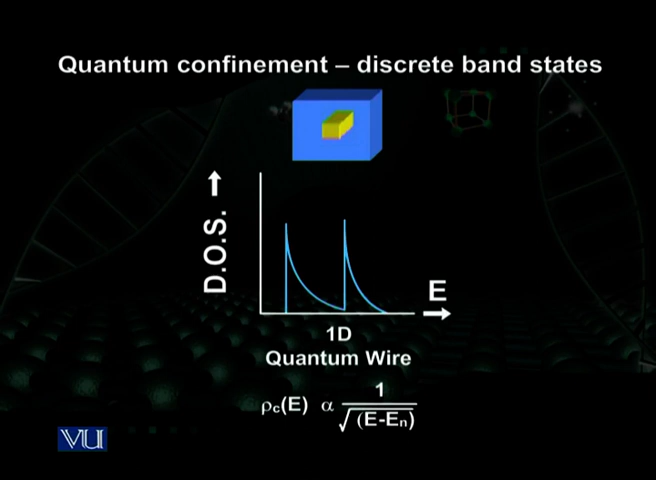 Quantum confinement – discrete band states
D.O.S.
E
1D
Quantum Wire
ρc(E) α 1/√(E-En)
VU